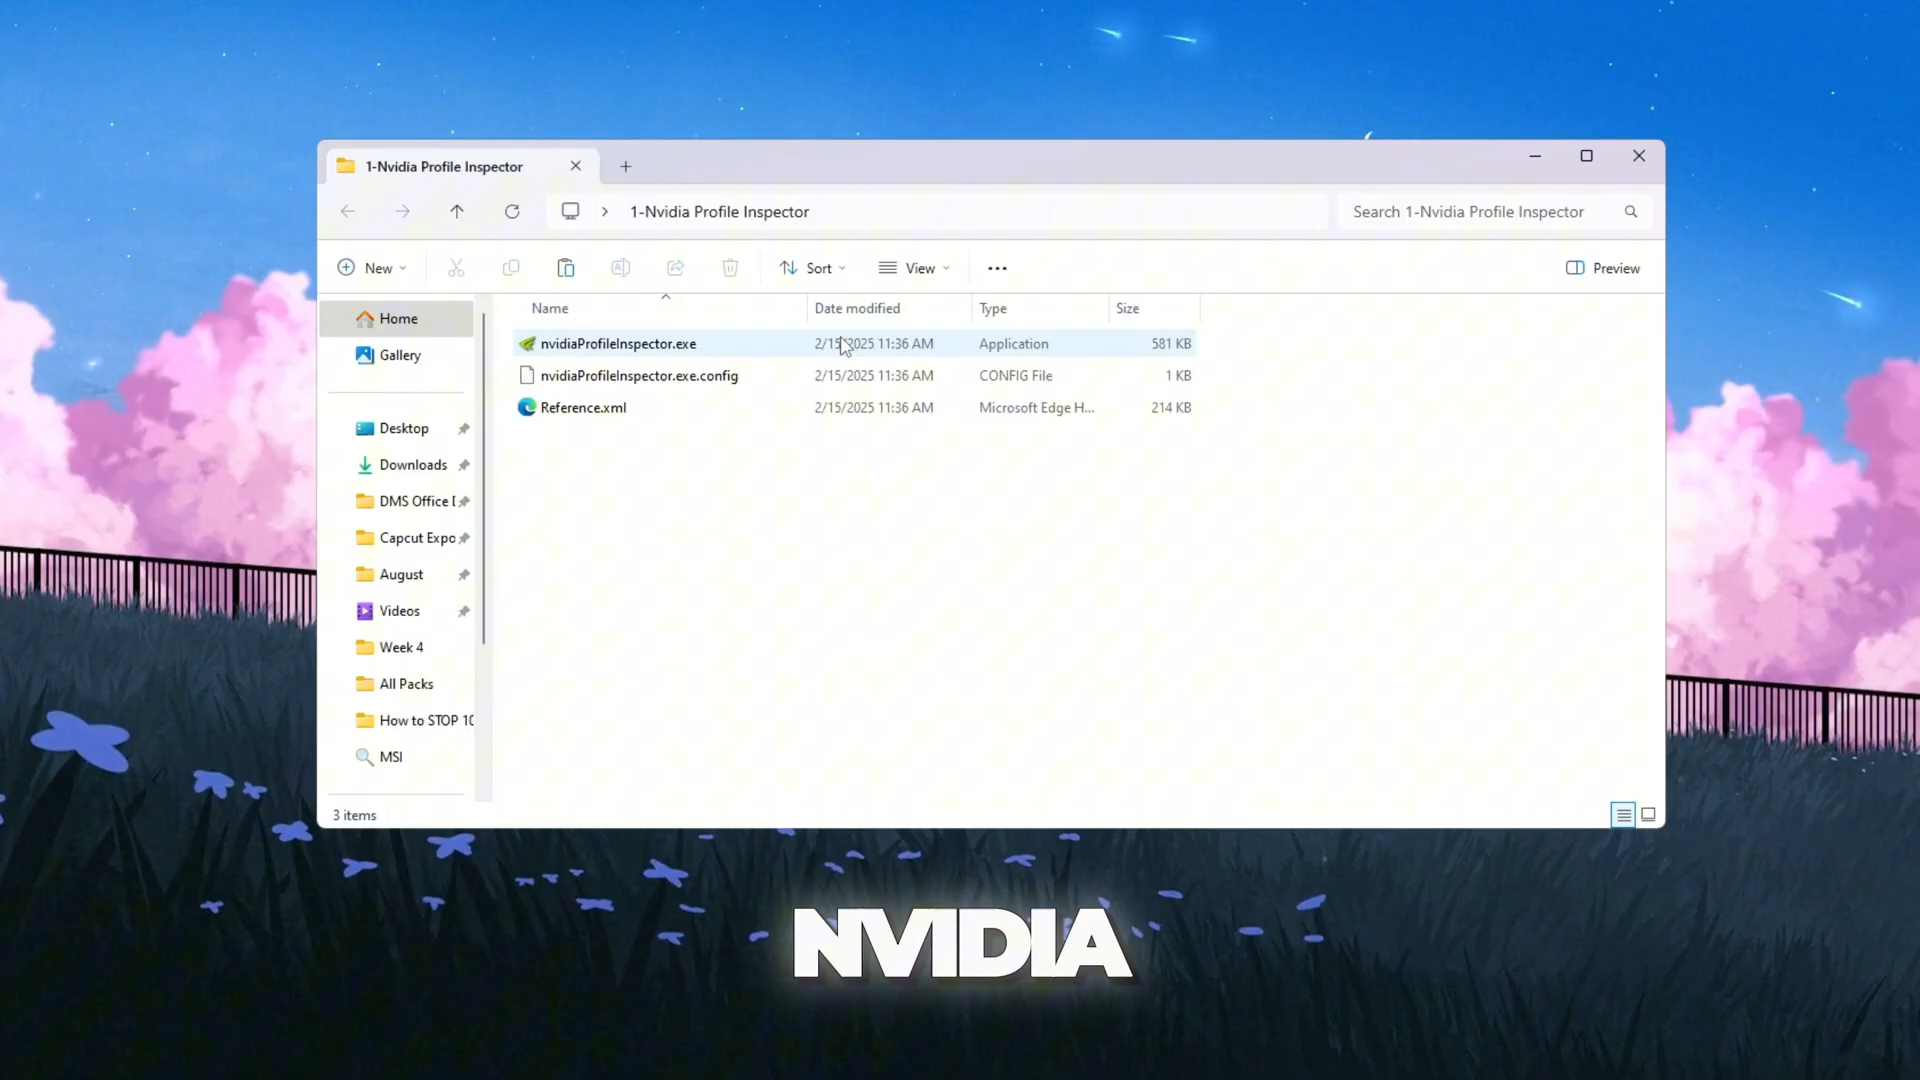 1-Nvidia Profile Inspector
1-Nvidia Profile Inspector
Search 1-Nvidia Profile Inspector
New
Sort
View
Preview
Name Date modified Type Size
nvidiaProfileInspector.exe 2/15/2025 11:36 AM Application 581 KB
nvidiaProfileInspector.exe.config 2/15/2025 11:36 AM CONFIG File 1 KB
Reference.xml 2/15/2025 11:36 AM Microsoft Edge H... 214 KB
Home
Gallery
Desktop
Downloads
DMS Office
Capcut Expo
August
Videos
Week 4
All Packs
How to STOP 10
MSI
3 items
NVIDIA